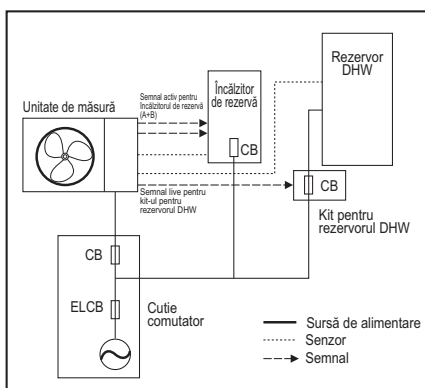 Rezervor
DHW
Semnal activ pentru
încălzitorul de rezervă
(A+B)
Încălzitor
de rezervă
Unitate de măsură
CB
CB
Semnal live pentru
kit-ul pentru
rezervorul DHW
Kit pentru
rezervorul DHW
CB
ELCB
Cutie
comutator
Sursă de alimentare
Senzor
Semnal